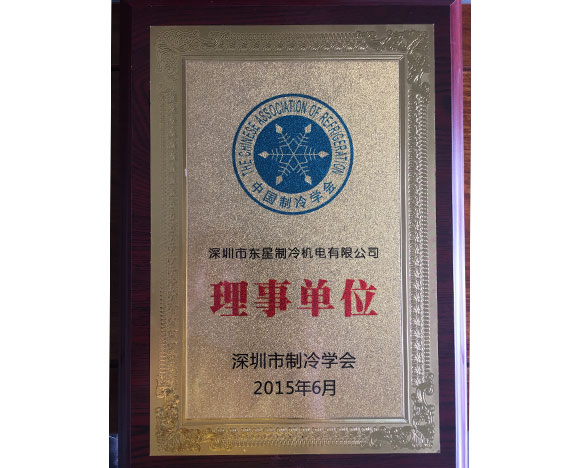 THE CHINESE ASSOCIATION OF REFRIGERATION
中国制冷学会
深圳市东星制冷机电有限公司
理事单位
深圳市制冷学会
2015年6月